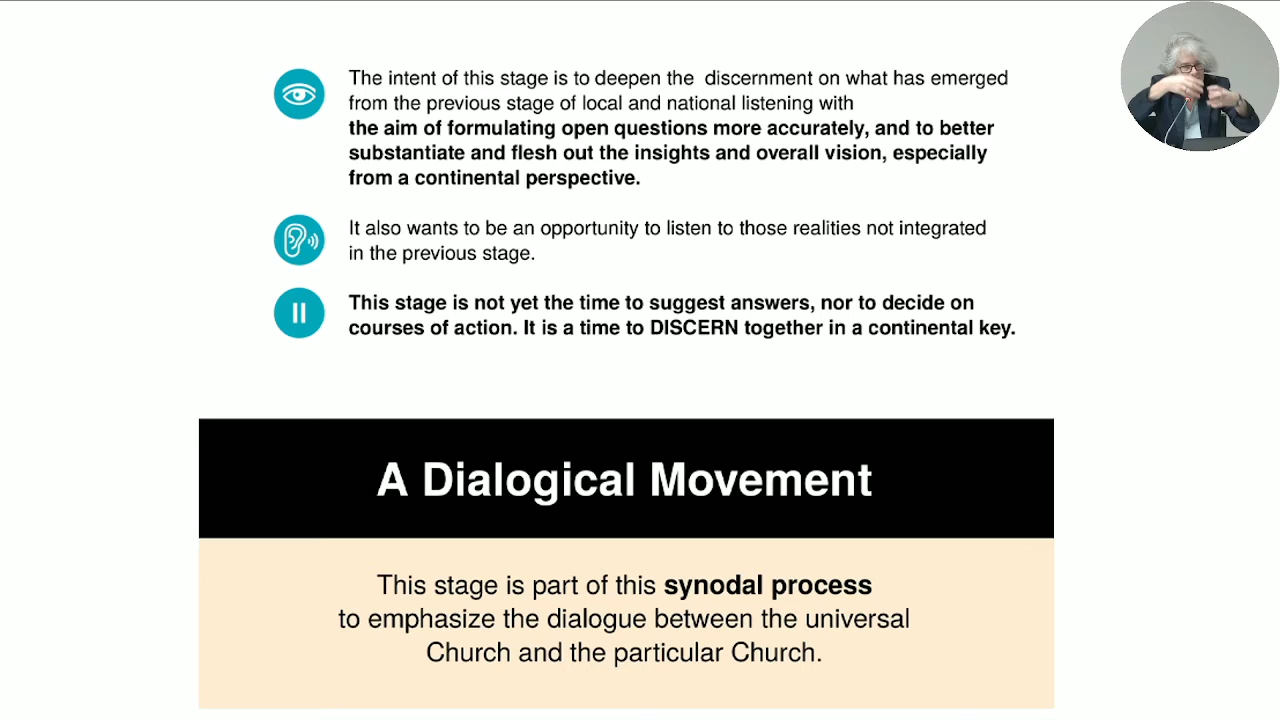 The intent of this stage is to deepen the  discernment on what has emerged
from the previous stage of local and national listening with
the aim of formulating open questions more accurately, and to better
substantiate and flesh out the insights and overall vision, especially
from a continental perspective.
It also wants to be an opportunity to listen to those realities not integrated
in the previous stage.
This stage is not yet the time to suggest answers, nor to decide on
courses of action. It is a time to DISCERN together in a continental key.
A Dialogical Movement
This stage is part of this synodal process
to emphasize the dialogue between the universal
Church and the particular Church.